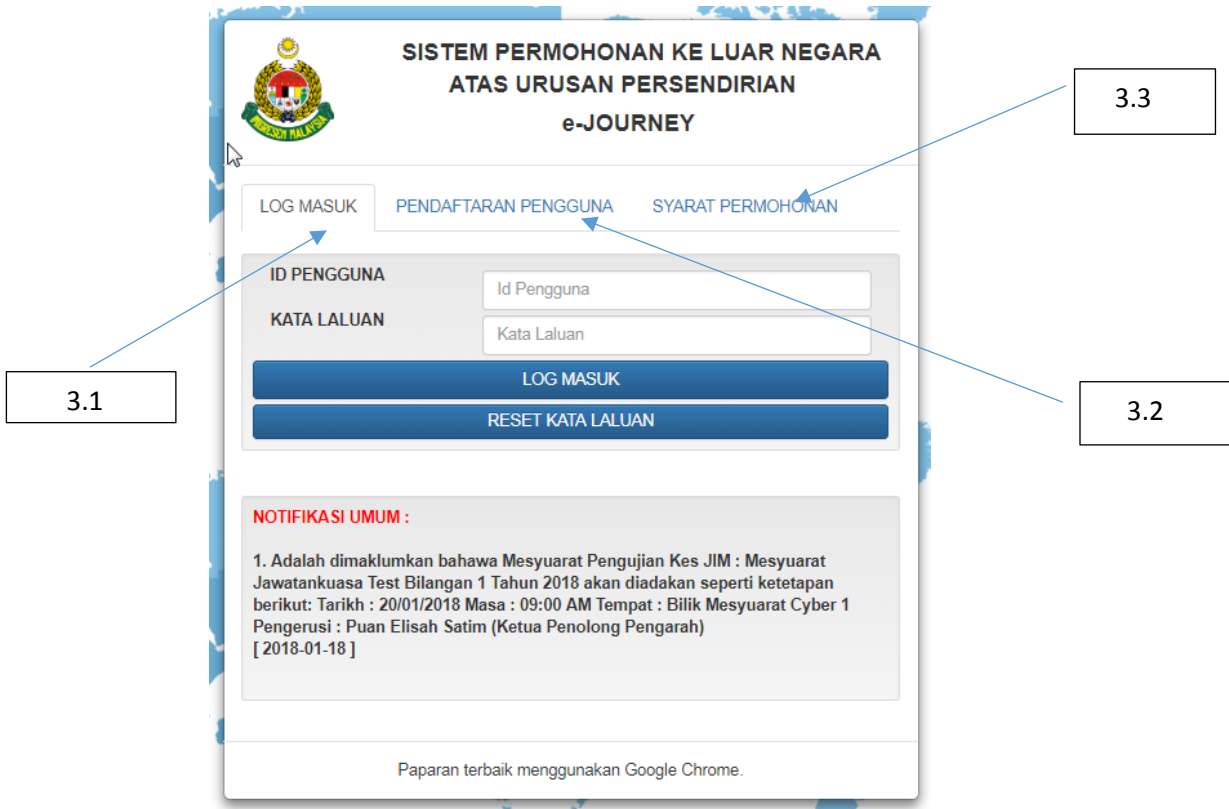 SISTEM PERMOHONAN KE LUAR NEGARA
ATAS URUSAN PERSENDIRIAN
e-JOURNEY
3.3
LOG MASUK PENDAFTARAN PENGGUNA SYARAT PERMOHONAN
ID PENGGUNA Id Pengguna
KATA LALUAN Kata Laluan
LOG MASUK
3.1
RESET KATA LALUAN
3.2
NOTIFIKASI UMUM :
1. Adalah dimaklumkan bahawa Mesyuarat Pengujian Kes JIM : Mesyuarat
Jawatankuasa Test Bilangan 1 Tahun 2018 akan diadakan seperti ketetapan
berikut: Tarikh : 20/01/2018 Masa : 09:00 AM Tempat : Bilik Mesyuarat Cyber 1
Pengerusi : Puan Elisah Satim (Ketua Penolong Pengarah)
[ 2018-01-18 ]
Paparan terbaik menggunakan Google Chrome.